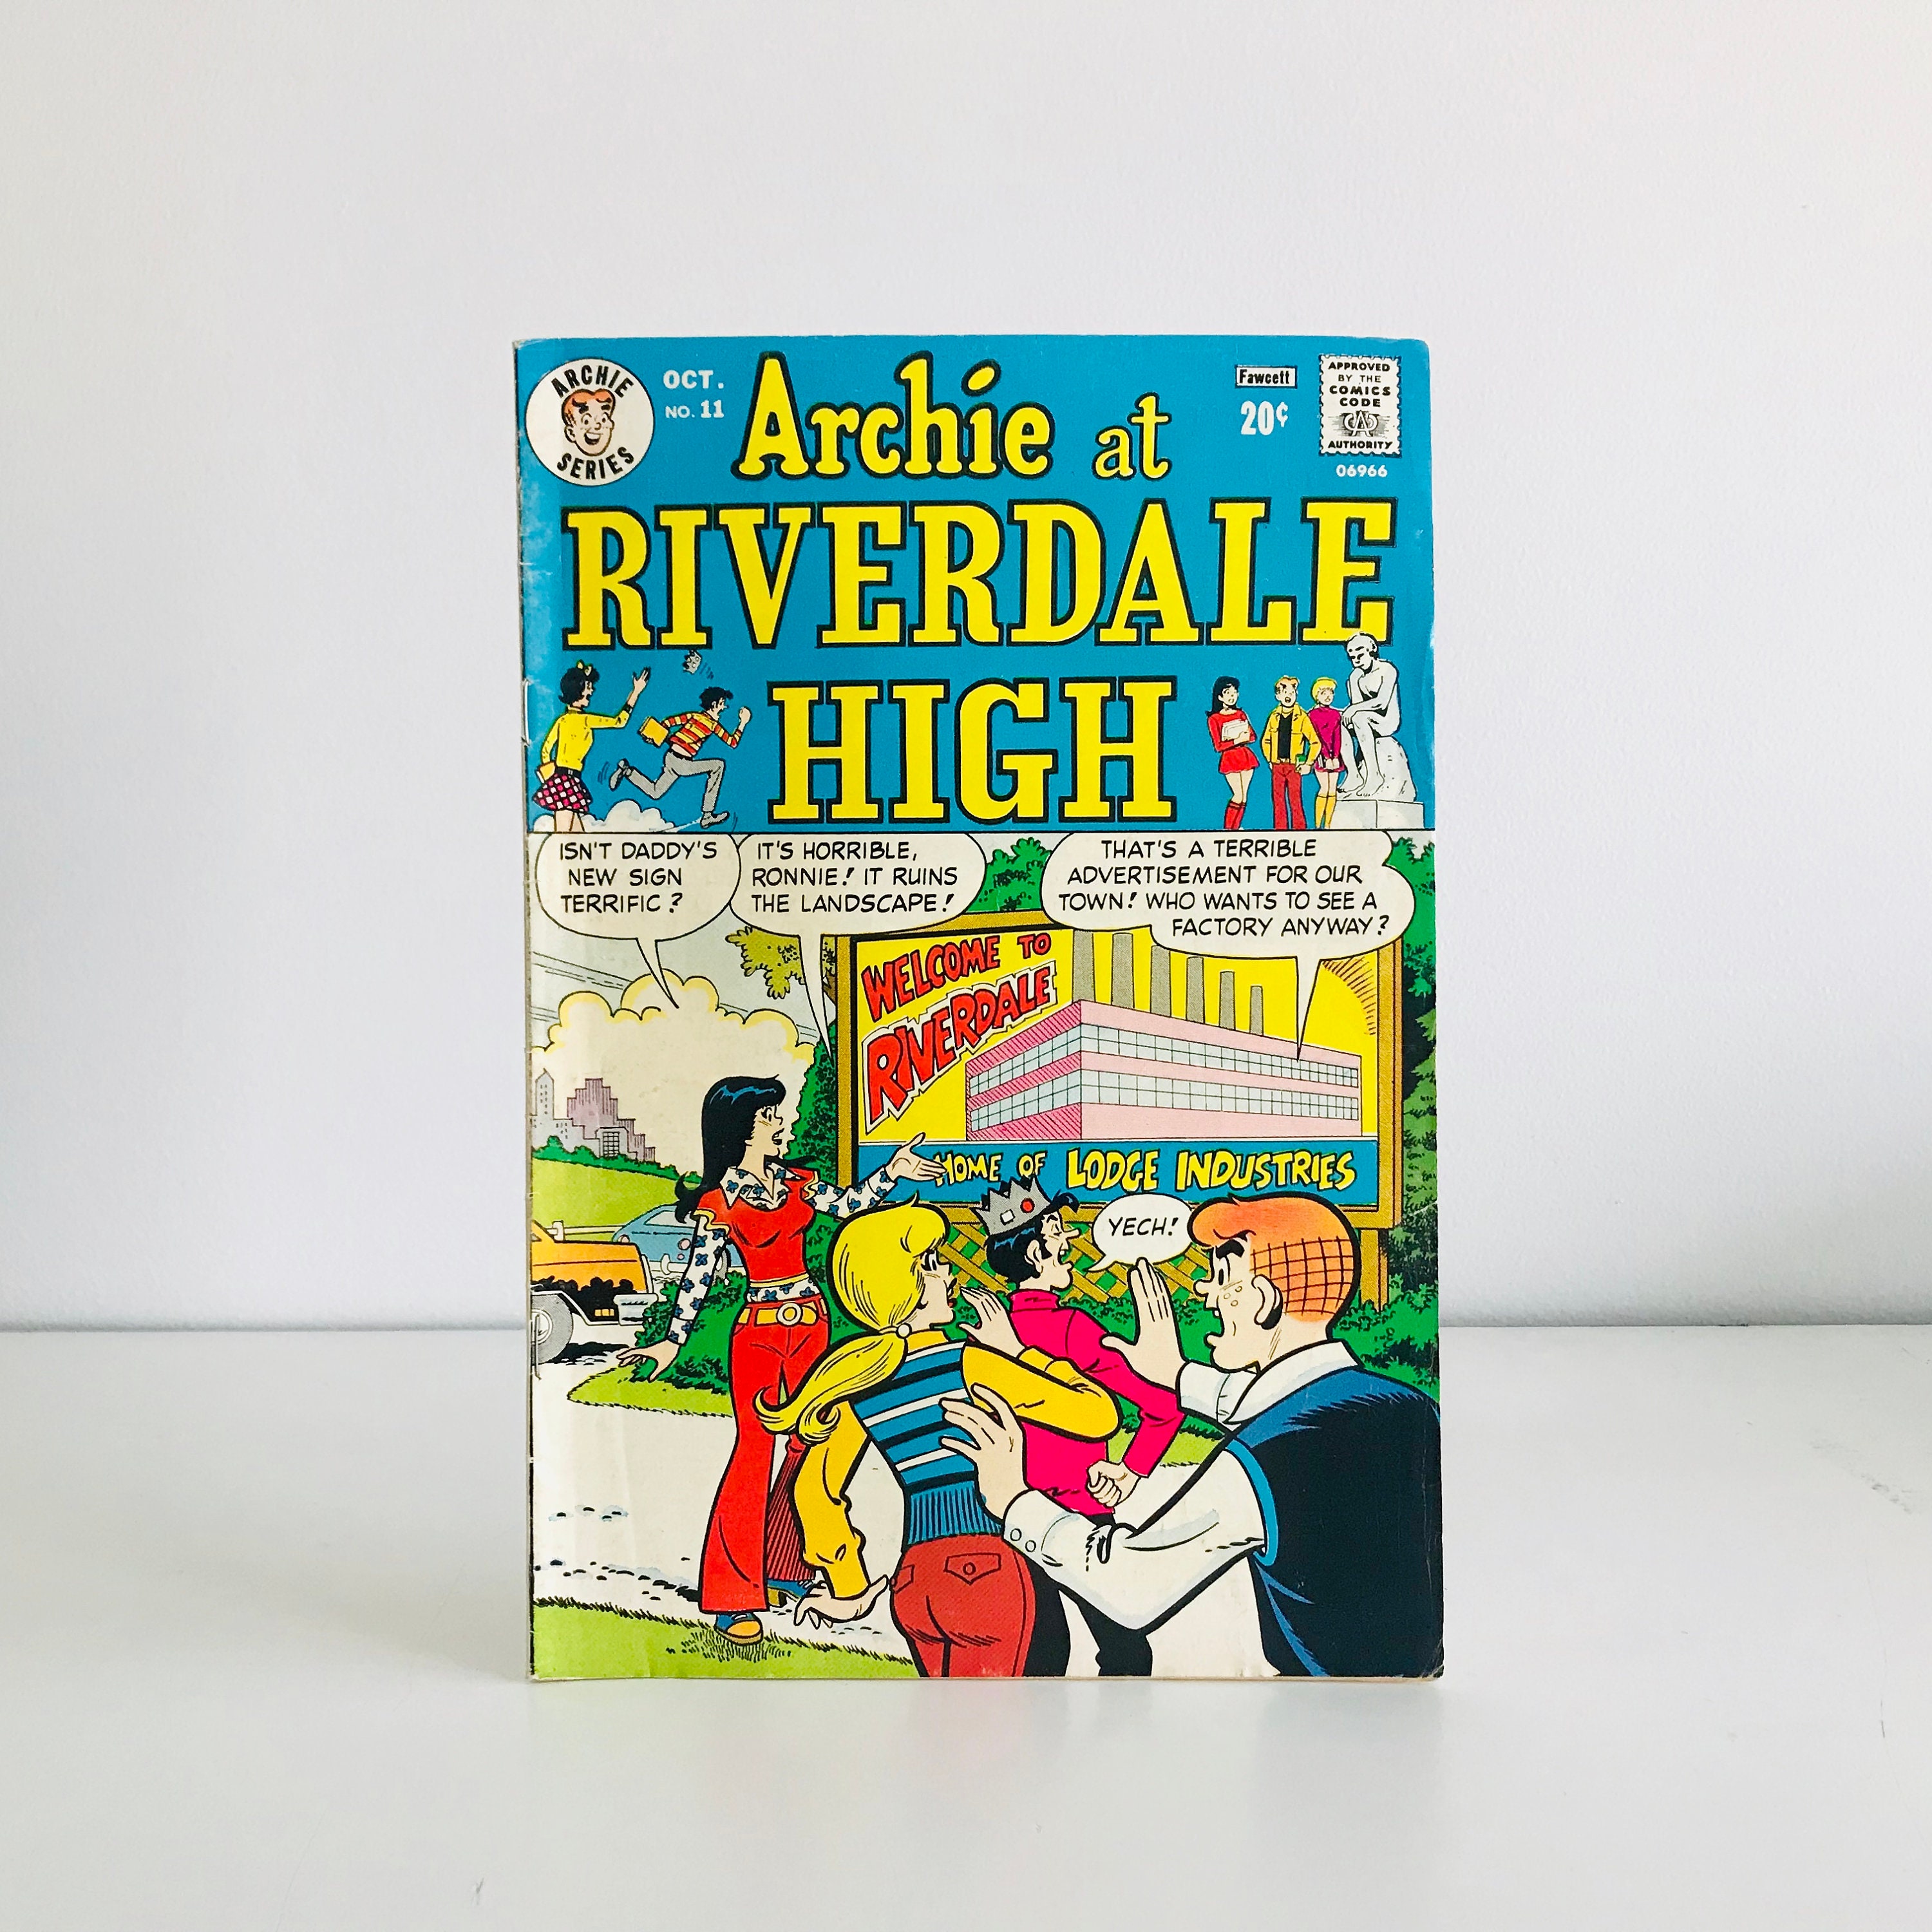 ARCHIE
SERIES
OCT.
NO. 11
Archie at
Fawcett
20¢
APPROVED
BY THE
COMICS
CODE
CA
AUTHORITY
06966
RIVERDALE
HIGH
ISN'T DADDY'S
NEW SIGN
TERRIFIC?
IT'S HORRIBLE,
RONNIE! IT RUINS
THE LANDSCAPE!
THAT'S A TERRIBLE
ADVERTISEMENT FOR OUR
TOWN! WHO WANTS TO SEE A
FACTORY ANYWAY?
WELCOME TO
RIVERDALE
HOME OF LODGE INDUSTRIES
YECH!